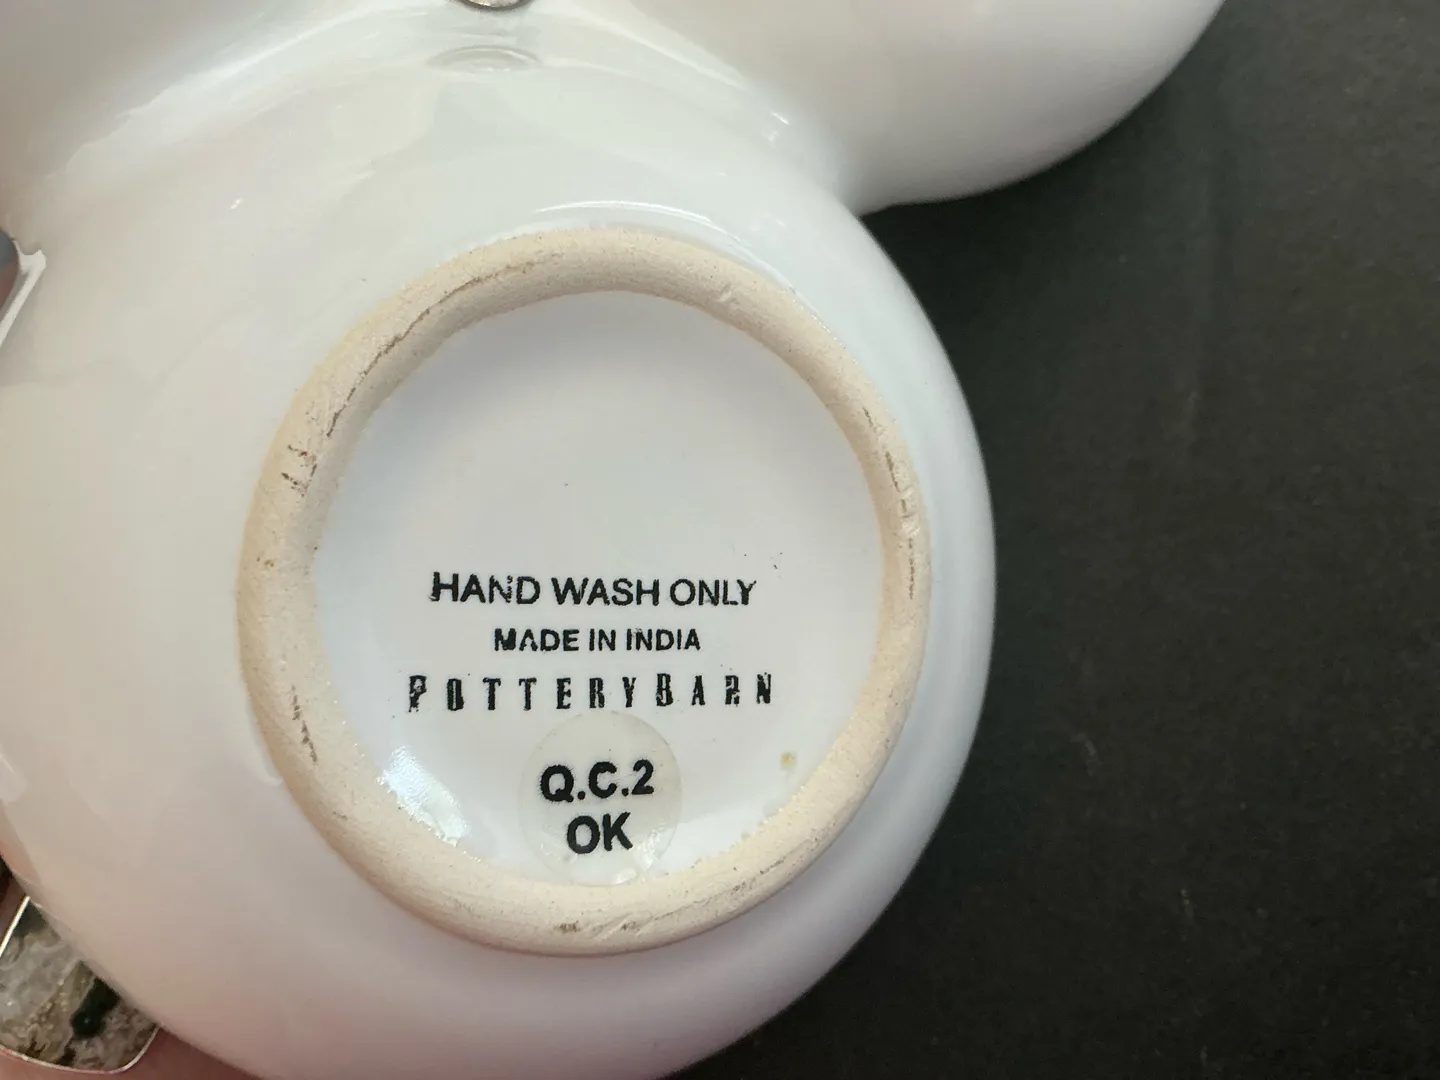 HAND WASH ONLY
MADE IN INDIA
POTTERYBARN
Q.C.2
OK